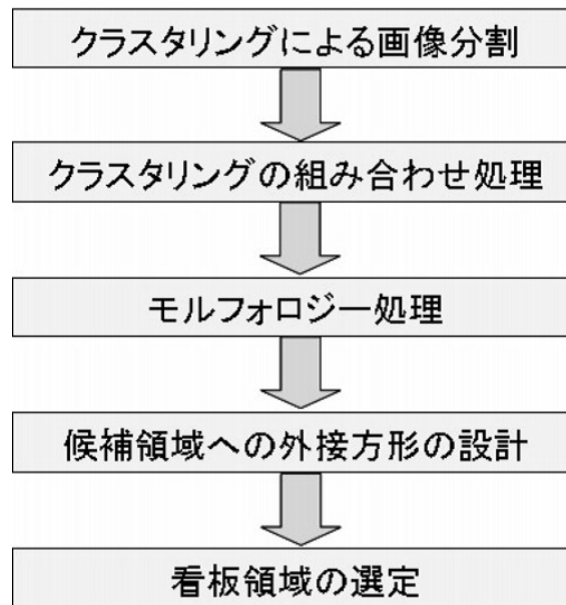 クラスタリングによる画像分割
クラスタリングの組み合わせ処理
モルフォロジー処理
候補領域への外接方形の設計
看板領域の選定